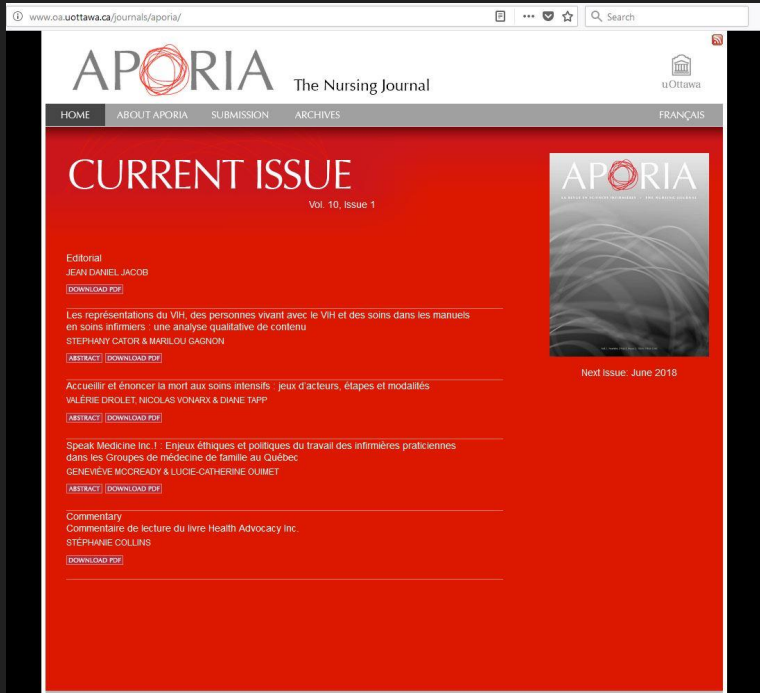 www.oa.uottawa.ca/journals/aporia/
Search
APORIA The Nursing Journal
uOttawa
HOME ABOUT APORIA SUBMISSION ARCHIVES FRANÇAIS
CURRENT ISSUE
Vol. 10, Issue 1
Editorial
JEAN DANIEL JACOB
DOWNLOAD PDF
Les représentations du VIH, des personnes vivant avec le VIH et des soins dans les manuels
en soins infirmiers : une analyse qualitative de contenu
STEPHANY CATOR & MARILOU GAGNON
ABSTRACT DOWNLOAD PDF
Accueillir et énoncer la mort aux soins intensifs : jeux d'acteurs, étapes et modalités
VALÉRIE DROLET, NICOLAS VONARX & DIANE TAPP
ABSTRACT DOWNLOAD PDF
Speak Medicine Inc.! : Enjeux éthiques et politiques du travail des infirmières praticiennes
dans les Groupes de médecine de famille au Québec
GENEVIÈVE MCCREADY & LUCIE-CATHERINE OUIMET
ABSTRACT DOWNLOAD PDF
Commentary
Commentaire de lecture du livre Health Advocacy Inc.
STÉPHANIE COLLINS
DOWNLOAD PDF
APORIA
Next Issue: June 2018